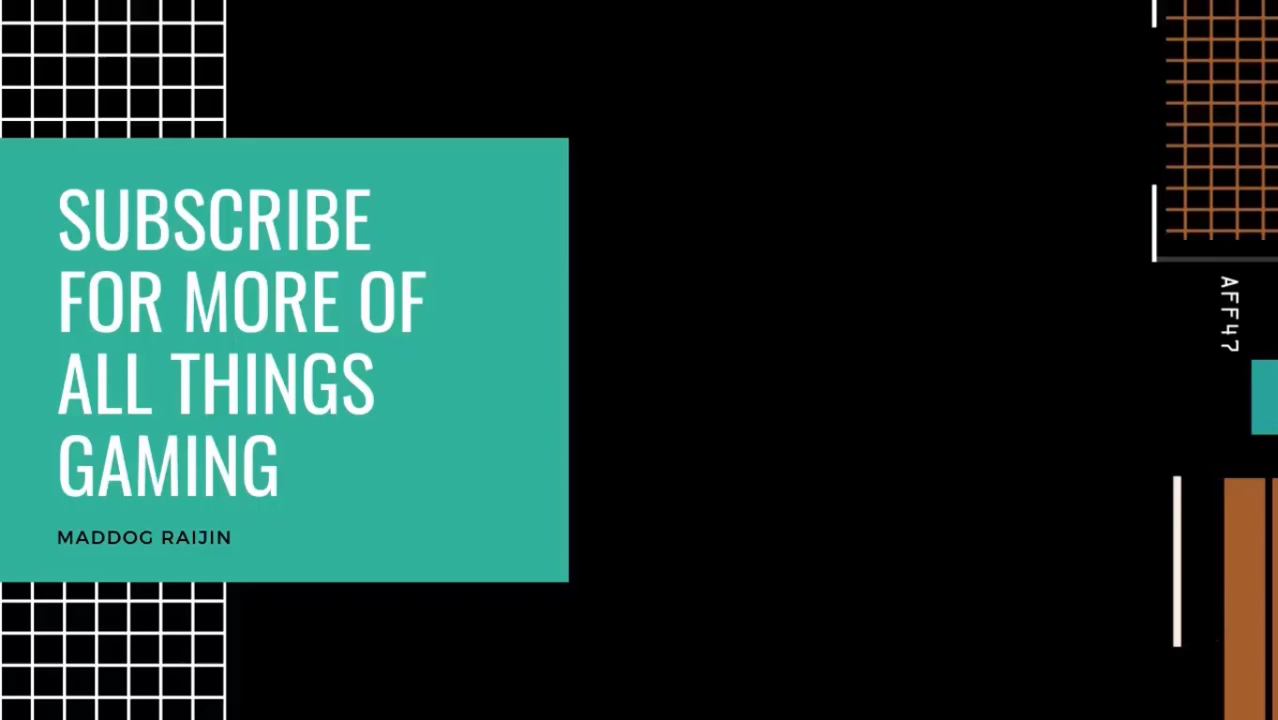 SUBSCRIBE
FOR MORE OF
ALL THINGS
GAMING
MADDOG RAIJIN
AFF47